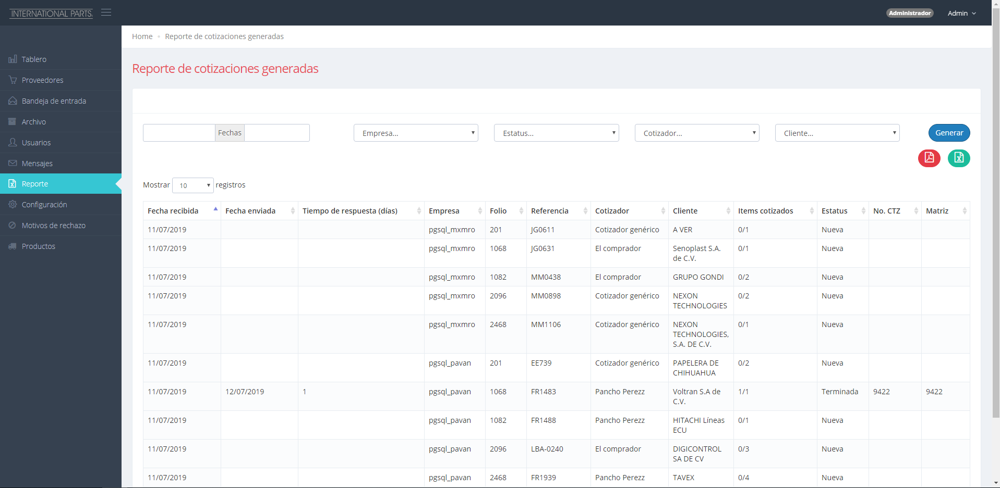 INTERNATIONAL PARTS.
Administrador
Admin
Home • Reporte de cotizaciones generadas
Tablero
Proveedores
Bandeja de entrada
Archivo
Usuarios
Mensajes
Reporte
Configuración
Motivos de rechazo
Productos
Reporte de cotizaciones generadas
Fechas Empresa... Estatus... Cotizador... Cliente... Generar
Mostrar 10 registros
Fecha recibida Fecha enviada Tiempo de respuesta (días) Empresa Folio Referencia Cotizador Cliente Items cotizados Estatus No. CTZ Matriz
11/07/2019 pgsql_mxmro 201 JG0611 Cotizador genérico A VER 0/1 Nueva
11/07/2019 pgsql_mxmro 1068 JG0631 El comprador Senoplast S.A. 0/1 Nueva
de C.V.
11/07/2019 pgsql_mxmro 1082 MM0438 El comprador GRUPO GONDI 0/2 Nueva
11/07/2019 pgsql_mxmro 2096 MM0898 Cotizador genérico NEXON 0/2 Nueva
TECHNOLOGIES
11/07/2019 pgsql_mxmro 2468 MM1106 Cotizador genérico NEXON 0/1 Nueva
TECHNOLOGIES,
S.A. DE C.V.
11/07/2019 pgsql_pavan 201 EE739 Cotizador genérico PAPELERA DE 0/2 Nueva
CHIHUAHUA
11/07/2019 12/07/2019 1 pgsql_pavan 1068 FR1483 Pancho Perezz Voltran S.A de 1/1 Terminada 9422 9422
C.V.
11/07/2019 pgsql_pavan 1082 FR1488 Pancho Perezz HITACHI Líneas 0/1 Nueva
ECU
11/07/2019 pgsql_pavan 2096 LBA-0240 El comprador DIGICONTROL 0/3 Nueva
SA DE CV
11/07/2019 pgsql_pavan 2468 FR1939 Pancho Perezz TAVEX 0/4 Nueva